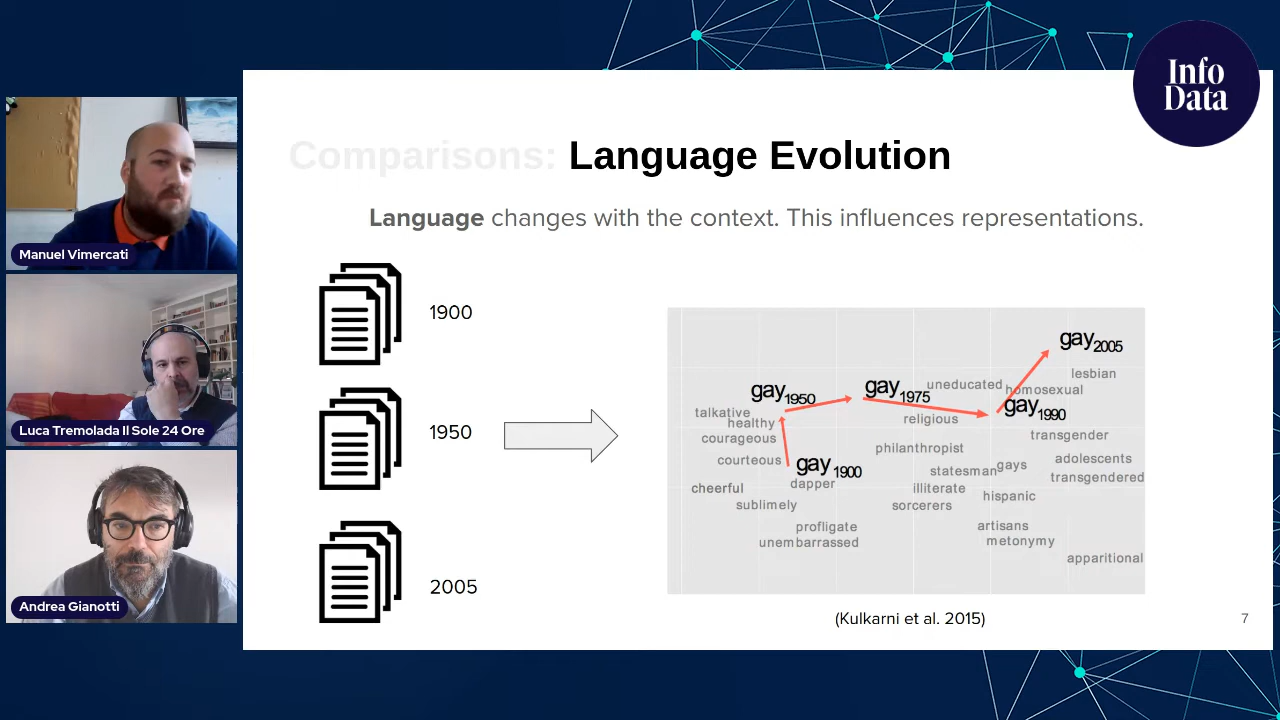 Info
Data
Comparisons: Language Evolution
Language changes with the context. This influences representations.
Manuel Vimercati
Luca Tremolada Il Sole 24 Ore
Andrea Gianotti
1900
1950
2005
gay2005
lesbian
homosexual
uneducated
gay1975
gay1950
gay1990
talkative
healthy
religious
courageous
transgender
philanthropist
courteous
gay1900
adolescents
statesman
gays
transgendered
dapper
cheerful
illiterate
hispanic
sublimely
sorcerers
profligate
artisans
unembarrassed
metonymy
apparitional
(Kulkarni et al. 2015)
7